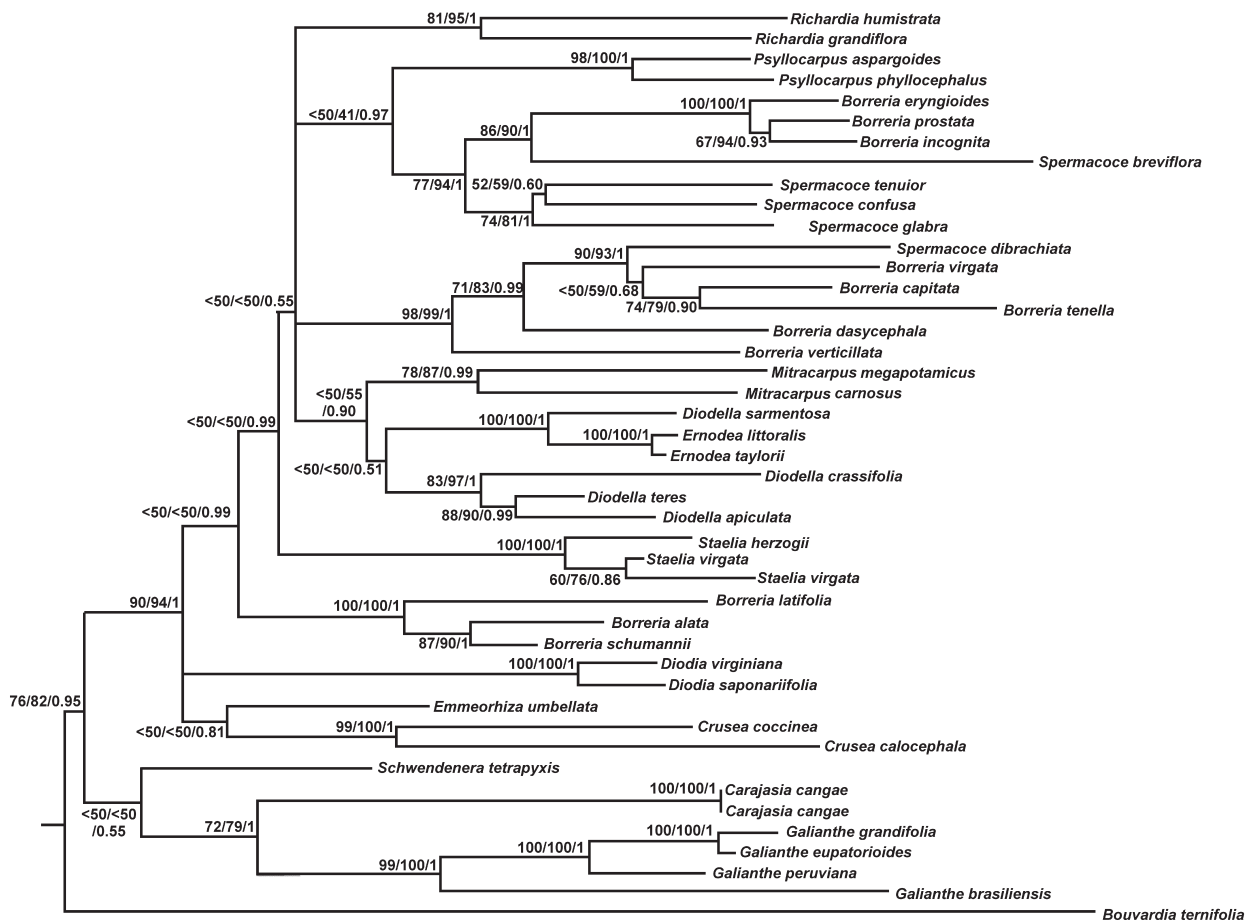 81/95/1
Richardia humistrata
Richardia grandiflora
98/100/1
Psyllocarpus aspargoides
Psyllocarpus phyllocephalus
<50/41/0.97
100/100/1
Borreria eryngioides
Borreria prostata
86/90/1
67/94/0.93
Borreria incognita
Spermacoce breviflora
77/94/1
52/59/0.60
Spermacoce tenuior
Spermacoce confusa
74/81/1
Spermacoce glabra
90/93/1
Spermacoce dibrachiata
Borreria virgata
71/83/0.99
<50/59/0.68
Borreria capitata
<50/<50/0.55
74/79/0.90
Borreria tenella
98/99/1
Borreria dasycephala
Borreria verticillata
78/87/0.99
Mitracarpus megapotamicus
<50/55
/0.90
Mitracarpus carnosus
Diodella sarmentosa
<50/<50/0.99
100/100/1
100/100/1
Ernodea littoralis
Ernodea taylorii
<50/<50/0.51
83/97/1
Diodella crassifolia
Diodella teres
88/90/0.99
Diodella apiculata
<50/<50/0.99
100/100/1
Staelia herzogii
Staelia virgata
60/76/0.86
Staelia virgata
90/94/1
100/100/1
Borreria latifolia
Borreria alata
87/90/1
Borreria schumannii
100/100/1
Diodia virginiana
Diodia saponariifolia
76/82/0.95
Emmeorhiza umbellata
<50/<50/0.81
99/100/1
Crusea coccinea
Crusea calocephala
Schwendenera tetrapyxis
100/100/1
Carajasia cangae
Carajasia cangae
<50/<50
/0.55
72/79/1
100/100/1
Galianthe grandifolia
100/100/1
Galianthe eupatorioides
99/100/1
Galianthe peruviana
Galianthe brasiliensis
Bouvardia ternifolia